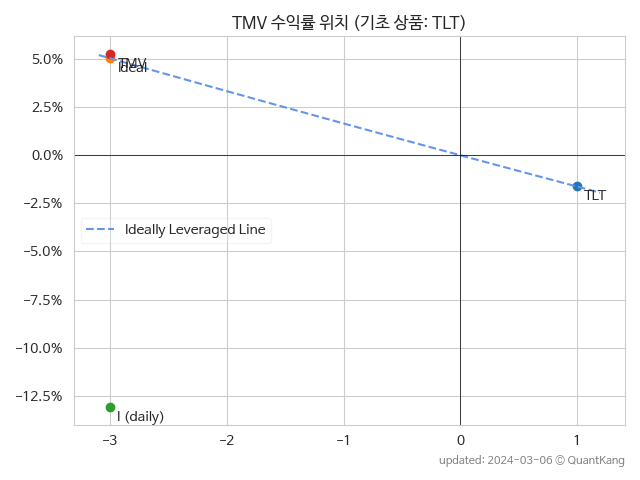 TMV 수익률 위치 (기초 상품: TLT)
5.0%
2.5%
0.0%
−2.5%
−5.0%
−7.5%
−10.0%
−12.5%
TMV
Ideal
TLT
Ideally Leveraged Line
I (daily)
−3
−2
−1
0
1
updated: 2024-03-06 © QuantKang